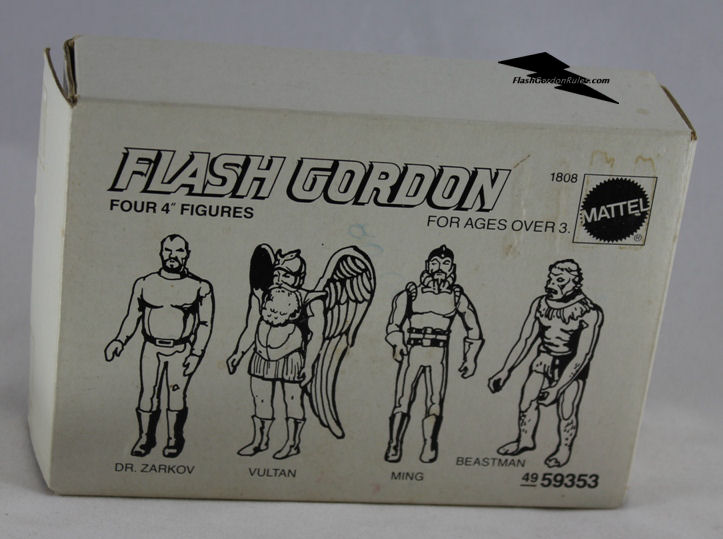 FlashGordonRules.com
FLASH GORDON
1808
FOUR 4" FIGURES
FOR AGES OVER 3.
MATTEL
®
DR. ZARKOV
VULTAN
MING
BEASTMAN
49 59353